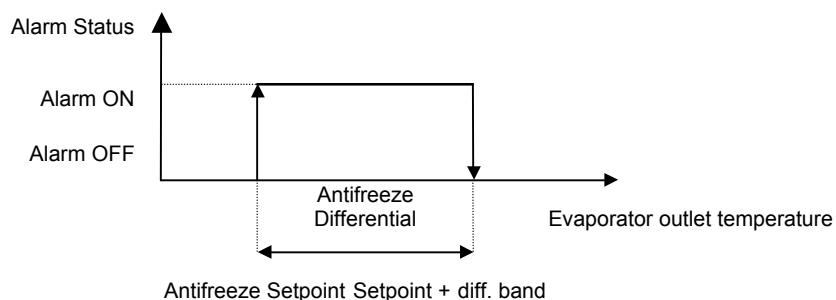 Alarm Status
Alarm ON
Alarm OFF
Antifreeze
Differential
Evaporator outlet temperature
Antifreeze Setpoint Setpoint + diff. band